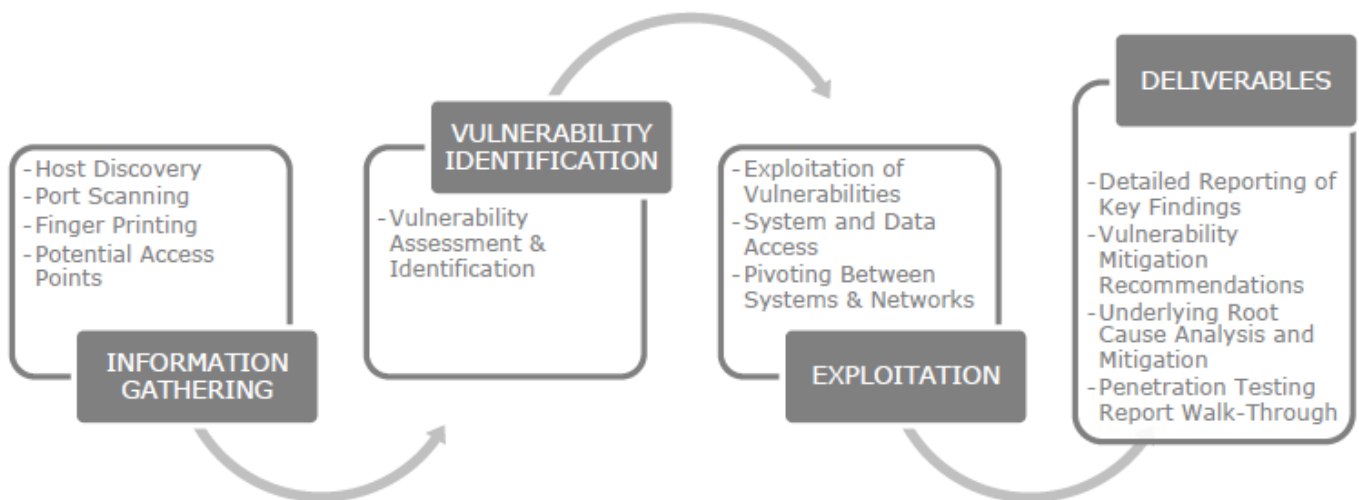 - Host Discovery
- Port Scanning
- Finger Printing
- Potential Access
Points
INFORMATION
GATHERING
VULNERABILITY
IDENTIFICATION
- Vulnerability
Assessment &
Identification
- Exploitation of
Vulnerabilities
- System and Data
Access
- Pivoting Between
Systems & Networks
EXPLOITATION
DELIVERABLES
- Detailed Reporting of
Key Findings
- Vulnerability
Mitigation
Recommendations
- Underlying Root
Cause Analysis and
Mitigation
- Penetration Testing
Report Walk-Through